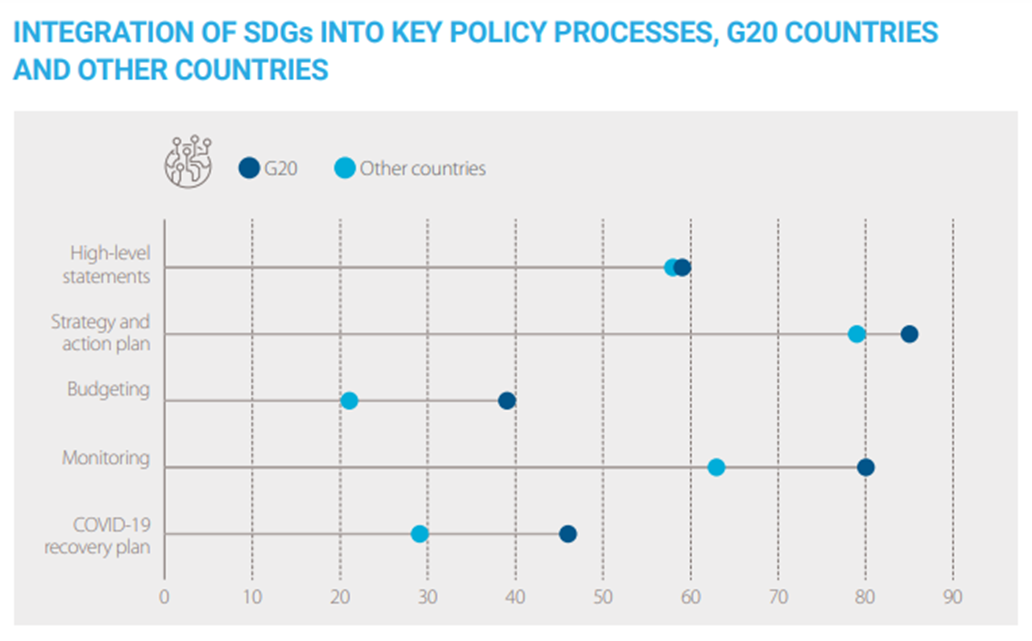 INTEGRATION OF SDGs INTO KEY POLICY PROCESSES, G20 COUNTRIES
AND OTHER COUNTRIES
G20
Other countries
High-level
statements
Strategy and
action plan
Budgeting
Monitoring
COVID-19
recovery plan
0 10 20 30 40 50 60 70 80 90